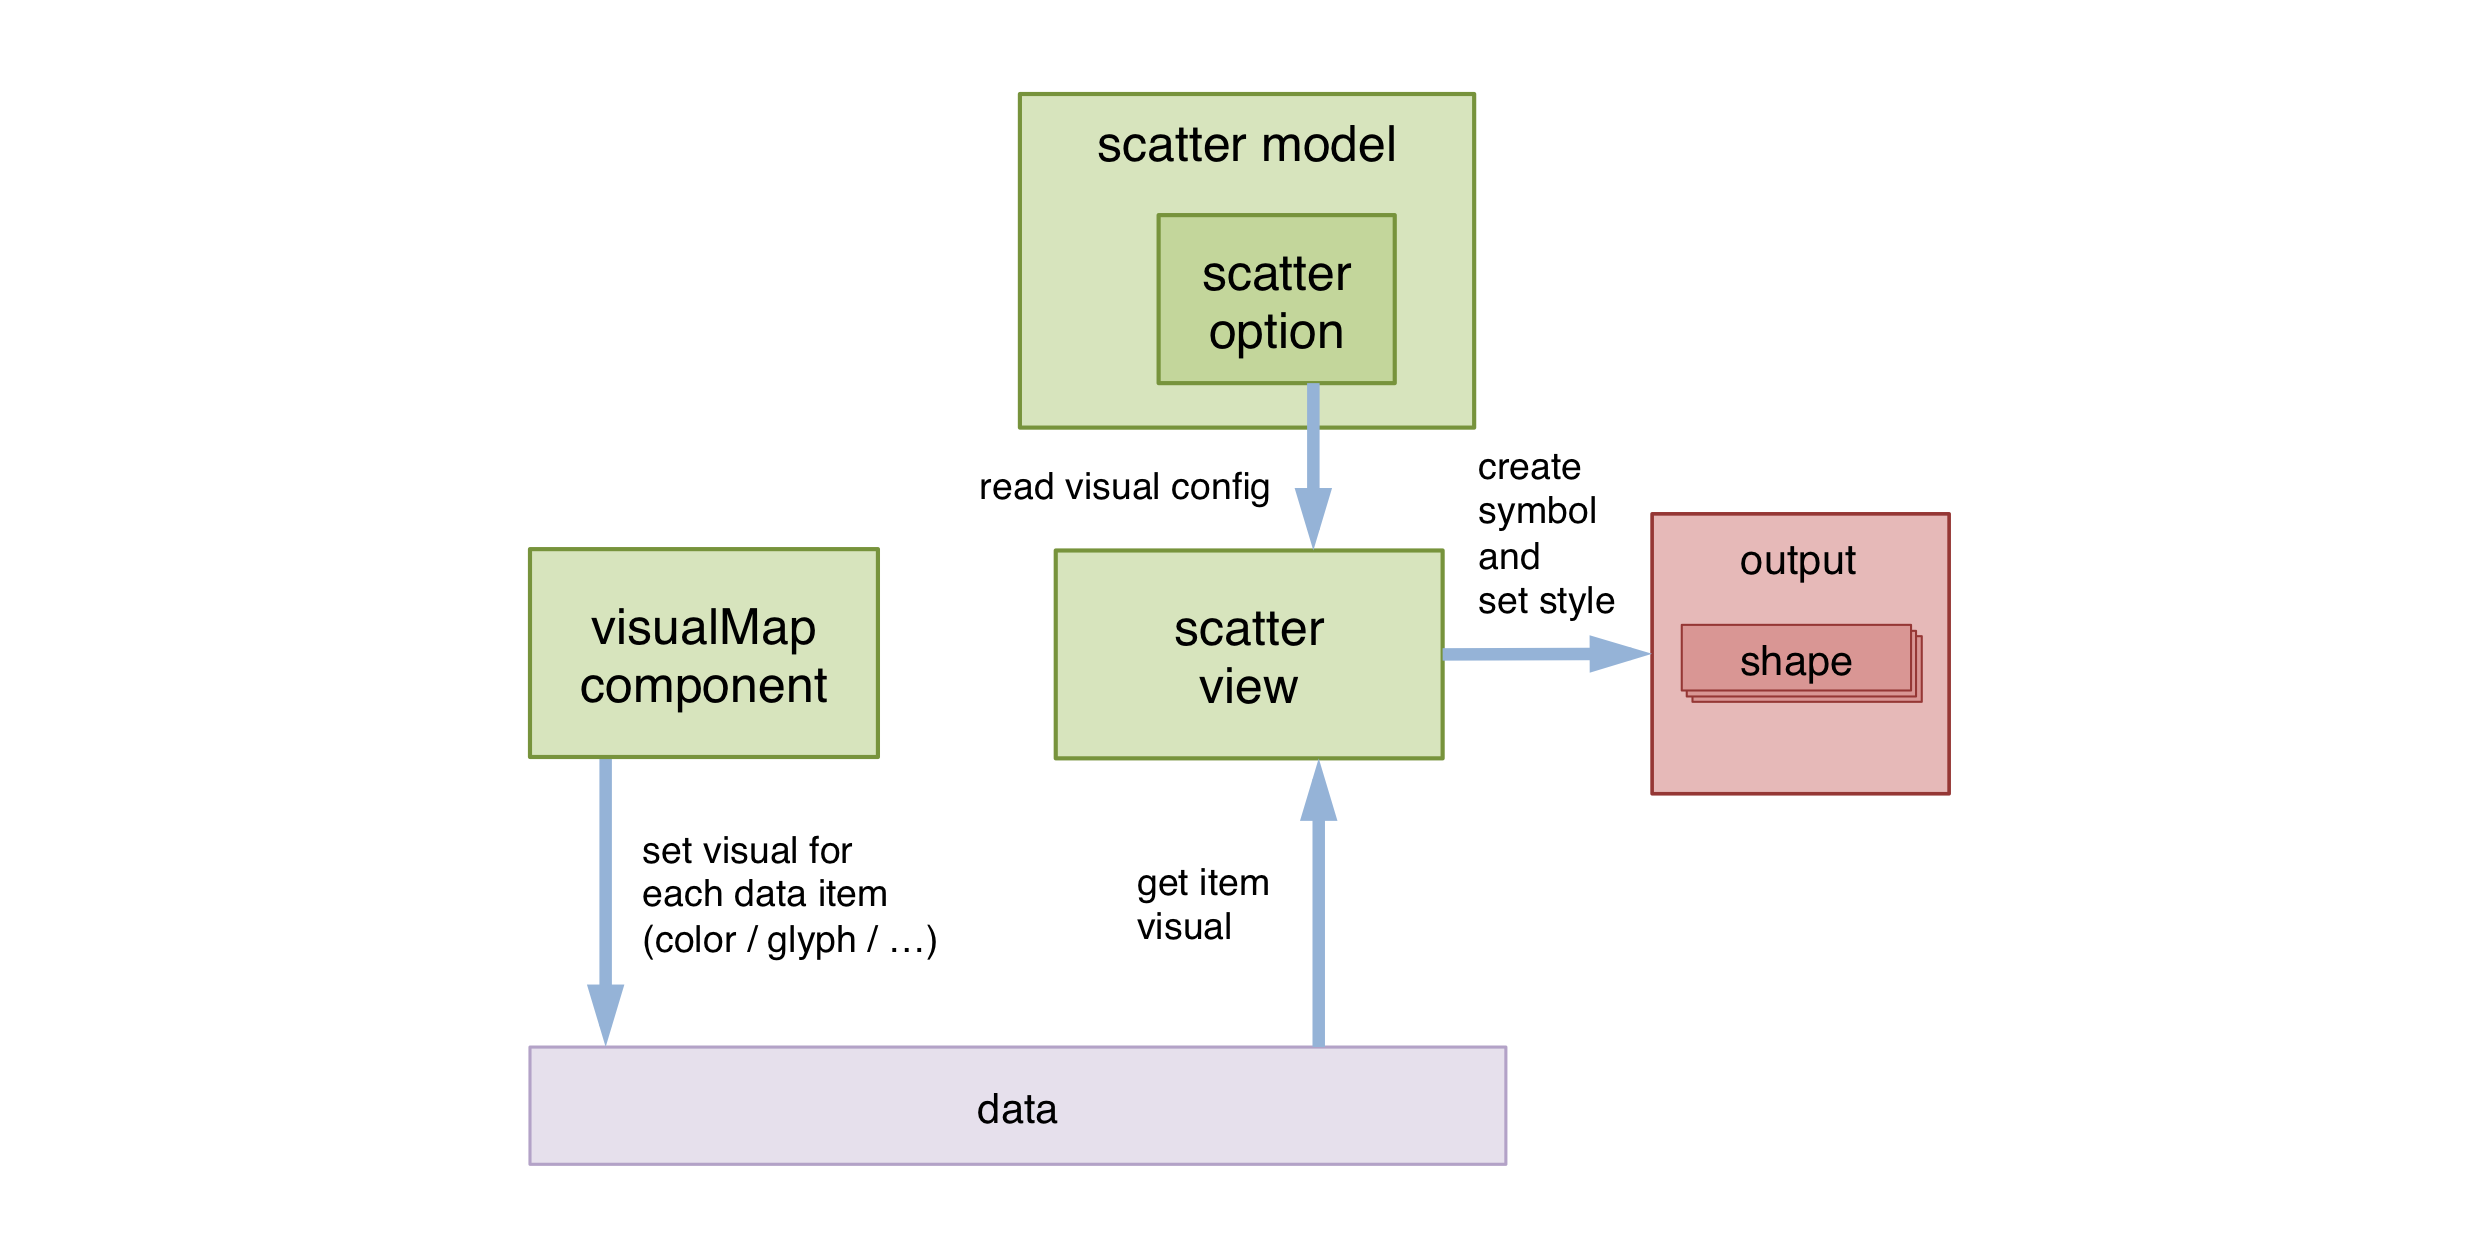 scatter model
scatter
option
read visual config
create
symbol
and
set style
output
shape
visualMap
component
scatter
view
set visual for
each data item
(color / glyph / …)
get item
visual
data